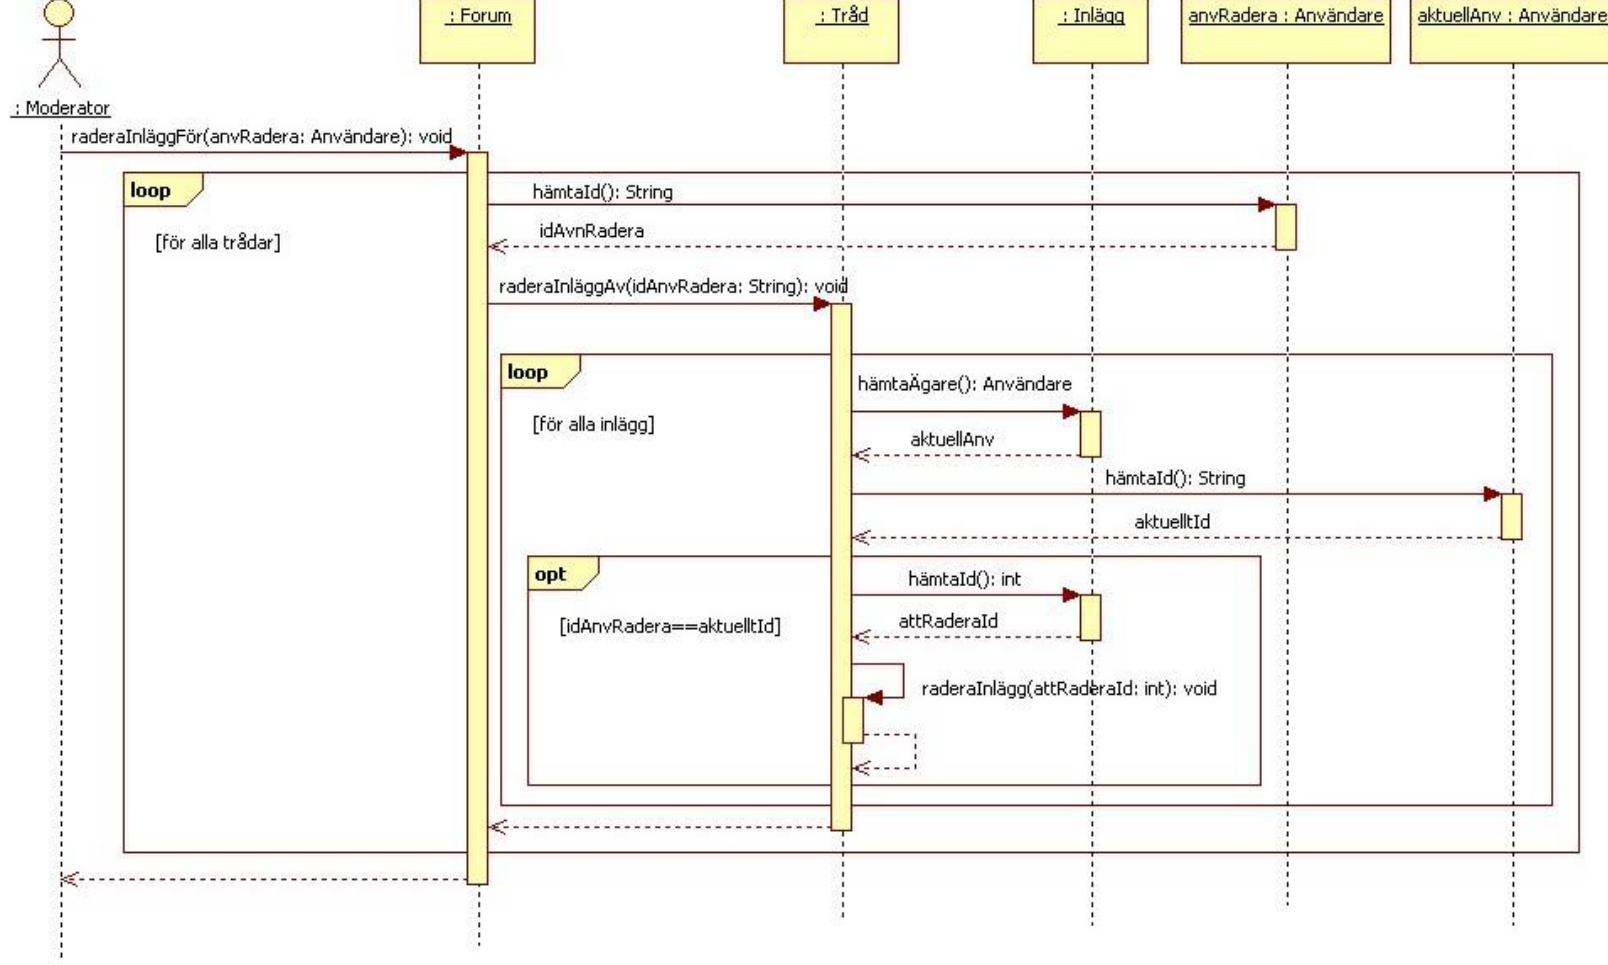 : Forum
: Tråd
: Inlägg
anvRadera : Användare
aktuellAnv : Användare
: Moderator
raderaInläggFör(anvRadera: Användare): void
loop
[för alla trådar]
hämtaId(): String
idAvnRadera
raderaInläggAv(idAnvRadera: String): void
loop
[för alla inlägg]
hämtaÄgare(): Användare
aktuellAnv
hämtaId(): String
aktuelltId
opt
[idAnvRadera==aktuelltId]
hämtaId(): int
attRaderaId
raderaInlägg(attRaderaId: int): void